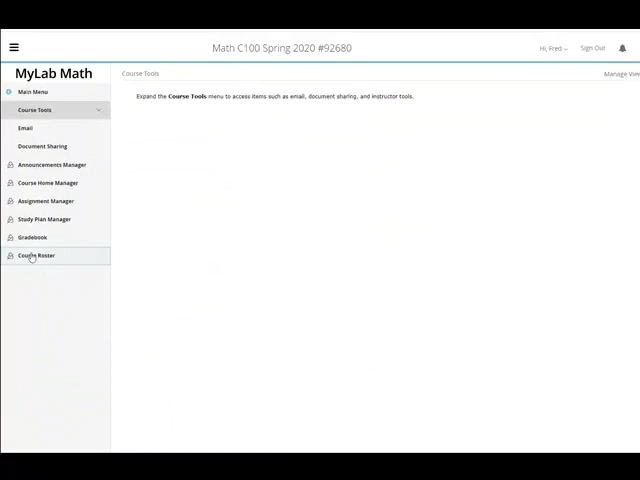 Math C100 Spring 2020 #92680
Hi, Fred
Sign Out
MyLab Math
Course Tools
Manage View
Main Menu
Expand the Course Tools menu to access items such as email, document sharing, and instructor tools.
Course Tools
Email
Document Sharing
Announcements Manager
Course Home Manager
Assignment Manager
Study Plan Manager
Gradebook
Course Roster